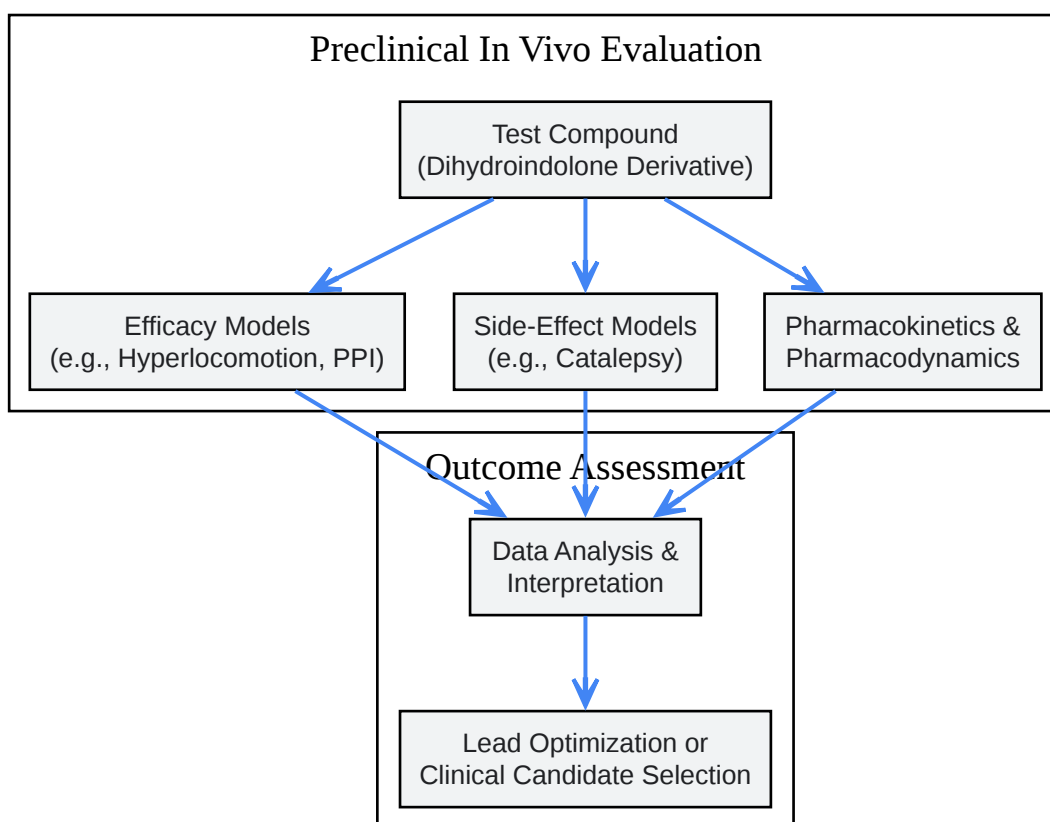 Preclinical In Vivo Evaluation
Test Compound
(Dihydroindolone Derivative)
Efficacy Models
(e.g., Hyperlocomotion, PPI)
Side-Effect Models
(e.g., Catalepsy)
Pharmacokinetics &
Pharmacodynamics
Outcome Assessment
Data Analysis &
Interpretation
Lead Optimization or
Clinical Candidate Selection